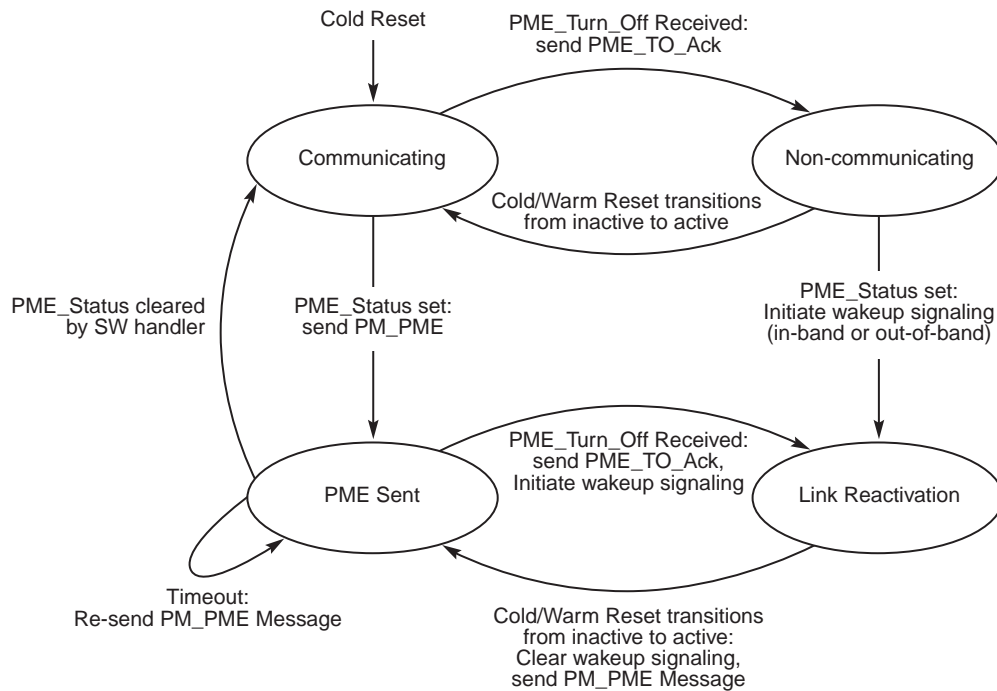 Cold Reset
PME_Turn_Off Received:
send PME_TO_Ack
Communicating
Non-communicating
Cold/Warm Reset transitions
from inactive to active
PME_Status cleared
by SW handler
PME_Status set:
send PM_PME
PME_Status set:
Initiate wakeup signaling
(in-band or out-of-band)
PME_Turn_Off Received:
send PME_TO_Ack,
Initiate wakeup signaling
PME Sent
Link Reactivation
Timeout:
Re-send PM_PME Message
Cold/Warm Reset transitions
from inactive to active:
Clear wakeup signaling,
send PM_PME Message